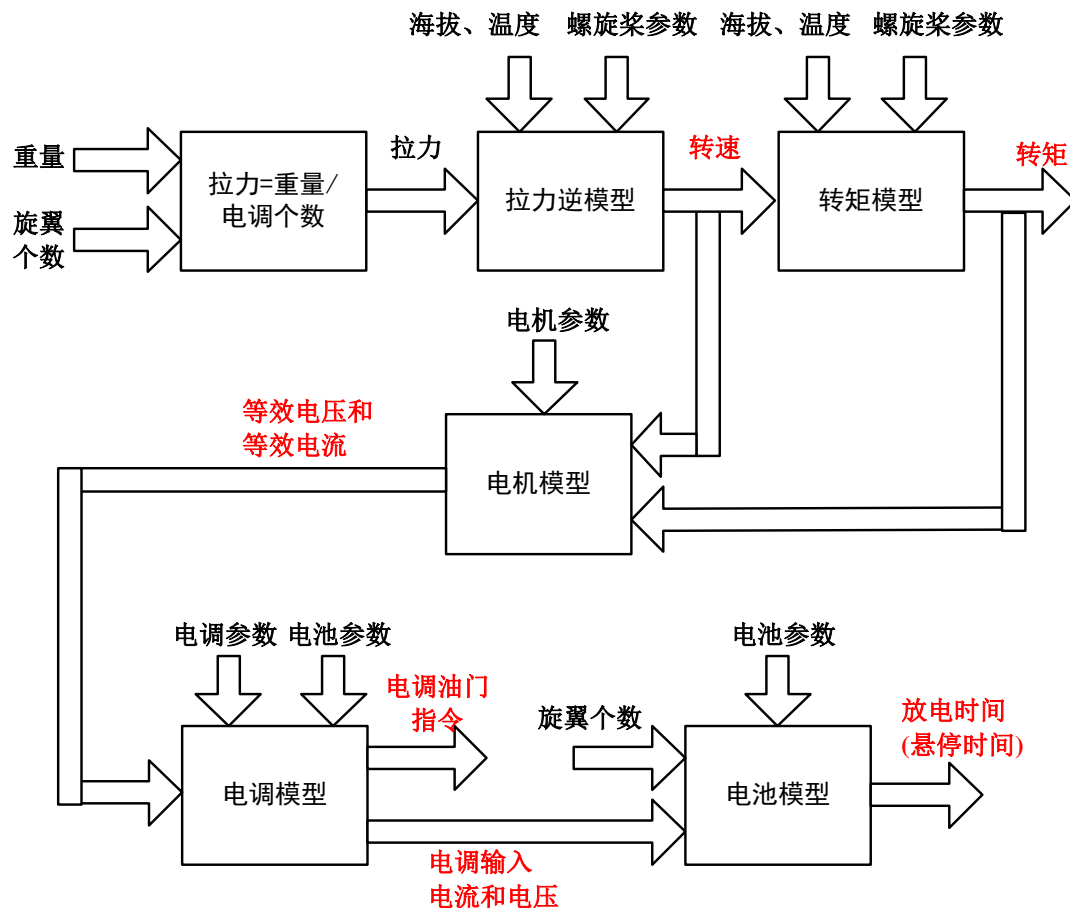 海拔、温度
螺旋桨参数
海拔、温度
螺旋桨参数
重量
旋翼
个数
拉力=重量/
电调个数
拉力
拉力逆模型
转速
转矩模型
转矩
电机参数
等效电压和
等效电流
电机模型
电调参数
电池参数
电池参数
电调油门
指令
旋翼个数
放电时间
(悬停时间)
电调模型
电池模型
电调输入
电流和电压